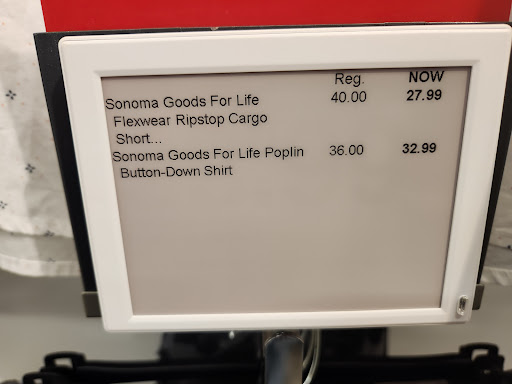 Reg. NOW
Sonoma Goods For Life 40.00 27.99
Flexwear Ripstop Cargo
Short...
Sonoma Goods For Life Poplin 36.00 32.99
Button-Down Shirt